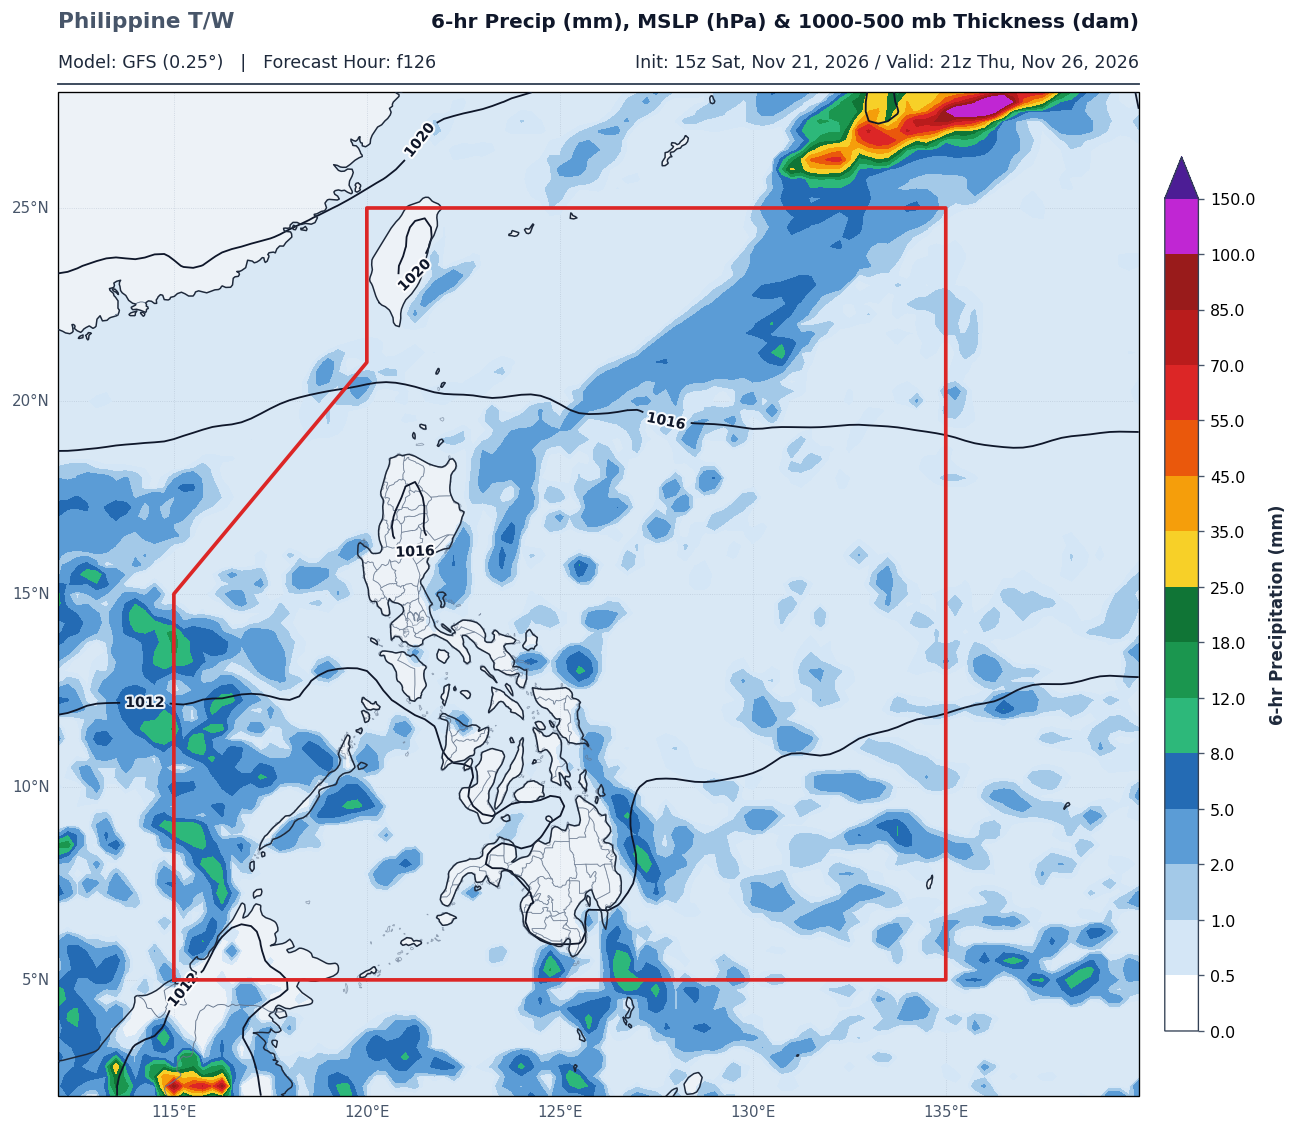 Philippine T/W
6-hr Precip (mm), MSLP (hPa) & 1000-500 mb Thickness (dam)
Model: GFS (0.25°) | Forecast Hour: f126
Init: 15z Sat, Nov 21, 2026 / Valid: 21z Thu, Nov 26, 2026
1020
25°N
1020
20°N
1016
1016
15°N
1012
10°N
5°N
1012
115°E
120°E
125°E
130°E
135°E
150.0
100.0
85.0
70.0
55.0
45.0
35.0
25.0
18.0
12.0
8.0
5.0
2.0
1.0
0.5
0.0
6-hr Precipitation (mm)